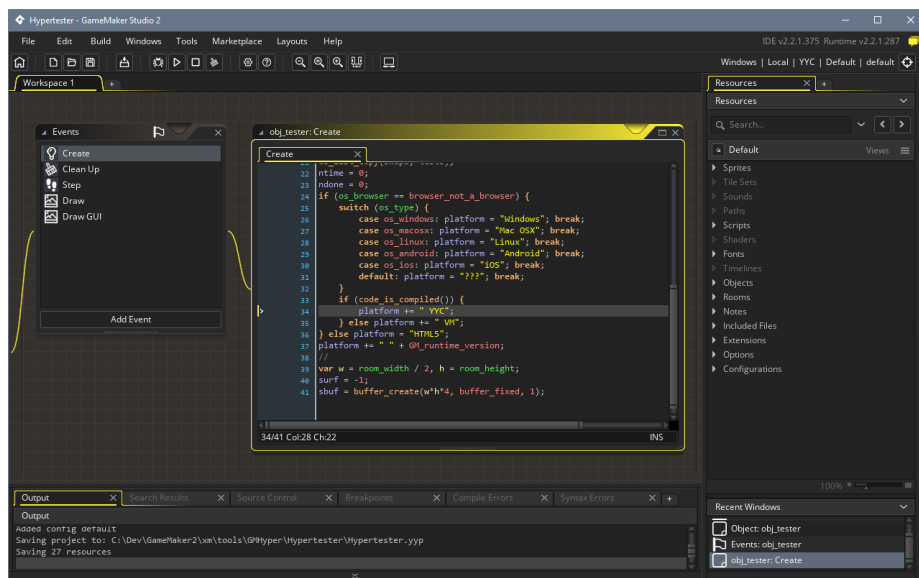 Hypertester - GameMaker Studio 2
File Edit Build Windows Tools Marketplace Layouts Help
IDE v2.2.1.375 Runtime v2.2.1.287
Windows | Local | YYC | Default | default
Workspace 1
Events
Create
Clean Up
Step
Draw
Draw GUI
Add Event
obj_tester: Create
Create
22 ntime = 0;
23 ndone = 0;
24 if (os_browser == browser_not_a_browser) {
25 switch (os_type) {
26 case os_windows: platform = "Windows"; break;
27 case os_macosx: platform = "Mac OSX"; break;
28 case os_linux: platform = "Linux"; break;
29 case os_android: platform = "Android"; break;
30 case os_ios: platform = "iOS"; break;
31 default: platform = "???"; break;
32 }
33 if (code_is_compiled()) {
34 platform += " YYC";
35 } else platform += " VM";
36 } else platform = "HTML5";
37 platform += " " + GM_runtime_version;
38 //
39 var w = room_width / 2, h = room_height;
40 surf = -1;
41 sbuf = buffer_create(w*h*4, buffer_fixed, 1);
34/41 Col:28 Ch:22 INS
Resources
Resources
Search...
Default Views
Sprites
Tile Sets
Sounds
Paths
Scripts
Shaders
Fonts
Timelines
Objects
Rooms
Notes
Included Files
Extensions
Options
Configurations
100%
Output Search Results Source Control Breakpoints Compile Errors Syntax Errors
Output
Added config default
Saving project to: C:\Dev\GameMaker2\xm\tools\GMHyper\Hypertester\Hypertester.yyp
Saving 27 resources
Recent Windows
Object: obj_tester
Events: obj_tester
obj_tester: Create